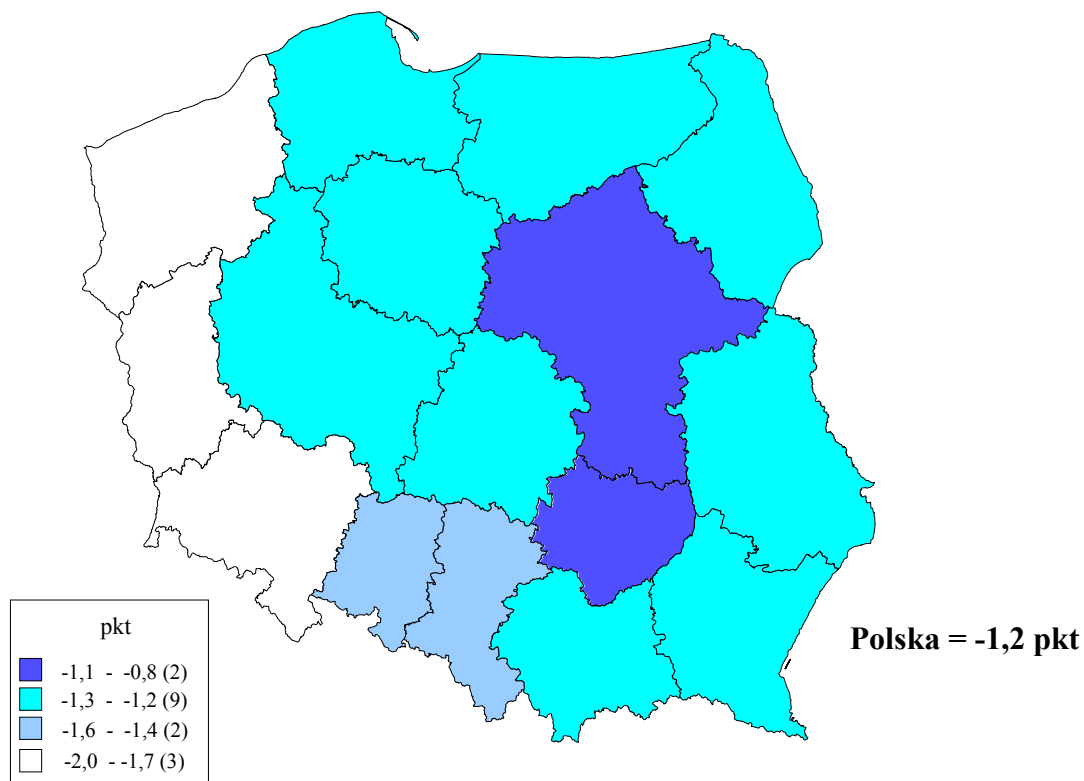 pkt
-1,1 - -0,8 (2)
-1,3 - -1,2 (9)
-1,6 - -1,4 (2)
-2,0 - -1,7 (3)
Polska = -1,2 pkt